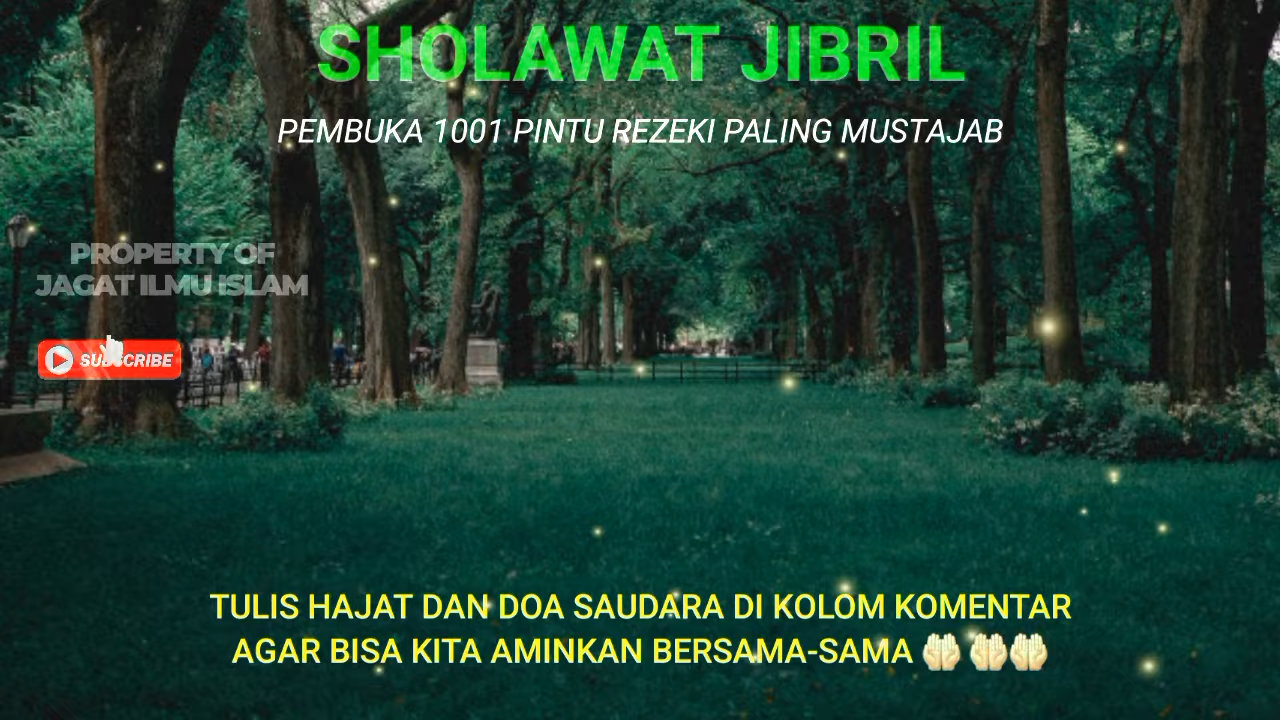 SHOLAWAT JIBRIL
PEMBUKA 1001 PINTU REZEKI PALING MUSTAJAB
PROPERTY OF
JAGAT ILMU ISLAM
SUBSCRIBE
TULIS HAJAT DAN DOA SAUDARA DI KOLOM KOMENTAR
AGAR BISA KITA AMINKAN BERSAMA-SAMA 🤲🏻 🤲🏻🤲🏻